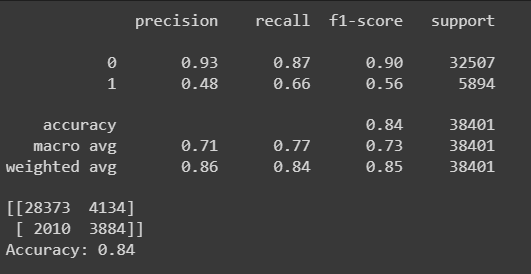 precision recall f1-score support
0 0.93 0.87 0.90 32507
1 0.48 0.66 0.56 5894
accuracy 0.84 38401
macro avg 0.71 0.77 0.73 38401
weighted avg 0.86 0.84 0.85 38401
[[28373 4134]
[ 2010 3884]]
Accuracy: 0.84